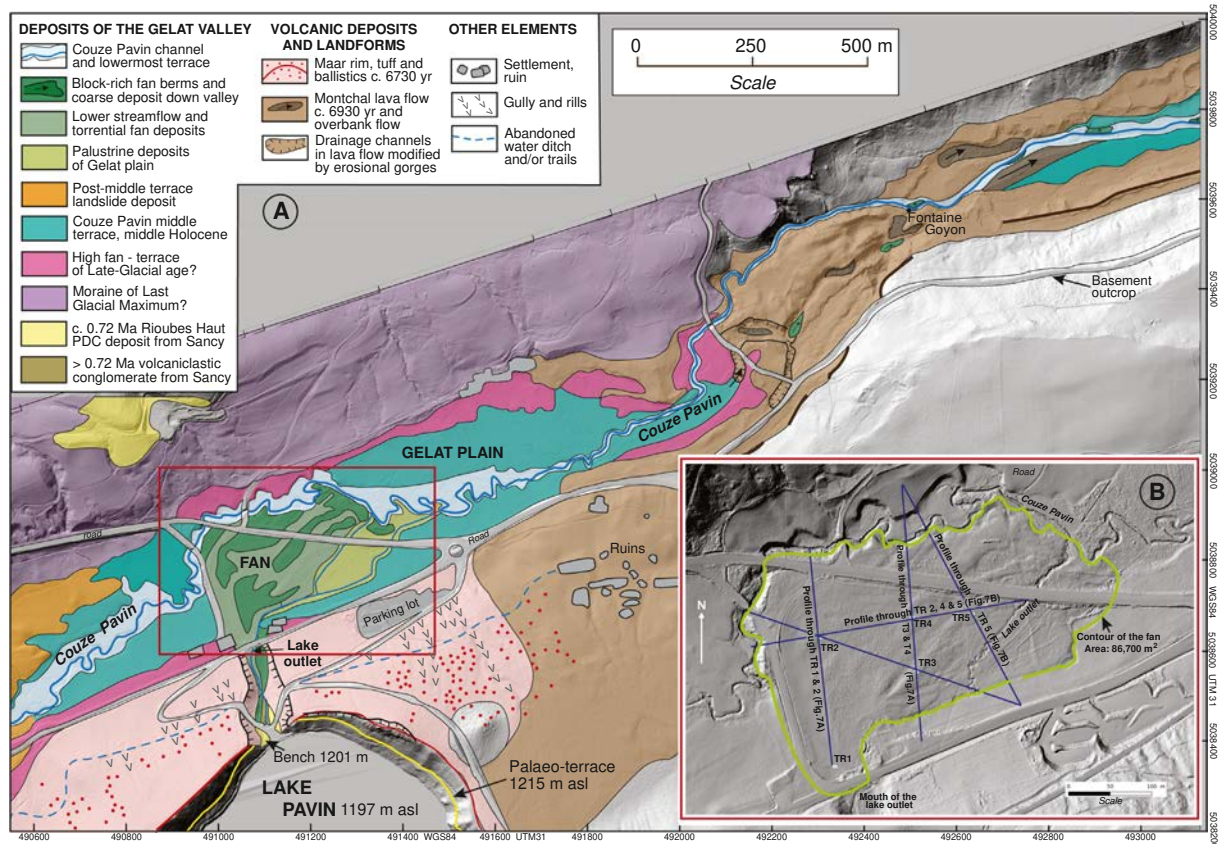 DEPOSITS OF THE GELAT VALLEY
Couze Pavin channel
and lowermost terrace
Block-rich fan berms and
coarse deposit down valley
Lower streamflow and
torrential fan deposits
Palustrine deposits
of Gelat plain
Post-middle terrace
landslide deposit
Couze Pavin middle
terrace, middle Holocene
High fan - terrace
of Late-Glacial age?
Moraine of Last
Glacial Maximum?
c. 0.72 Ma Rioubes Haut
PDC deposit from Sancy
> 0.72 Ma volcaniclastic
conglomerate from Sancy
VOLCANIC DEPOSITS
AND LANDFORMS
Maar rim, tuff and
ballistics c. 6730 yr
Montchal lava flow
c. 6930 yr and
overbank flow
Drainage channels
in lava flow modified
by erosional gorges
OTHER ELEMENTS
Settlement,
ruin
Gully and rills
Abandoned
water ditch
and/or trails
0 250 500 m
Scale
A
Fontaine
Goyon
Basement
outcrop
Couze Pavin
GELAT PLAIN
road
Road
FAN
Ruins
Parking lot
Couze Pavin
Lake
outlet
Bench 1201 m
LAKE
PAVIN 1197 m asl
Palaeo-terrace
1215 m asl
B
Road
Couze Pavin
N
Profile through TR 1 & 2 (Fig.7A)
Profile through T3 & T4 (Fig.7A)
Profile through TR 5 (Fig.7B)
Profile through TR 2, 4 & 5 (Fig.7B)
TR4
TR5
TR2
TR3
TR1
Lake outlet
Contour of the fan
Area: 86,700 m²
Mouth of the
lake outlet
0 50 100 m
Scale
490600 490800 491000 491200 491400 WGS84 491600 UTM31 491800 492000 492200 492400 492600 492800 493000
5040000
5039800
5039600
5039400
5039200
5039000
5038800
WGS84
5038600
UTM 31
5038400
5038200